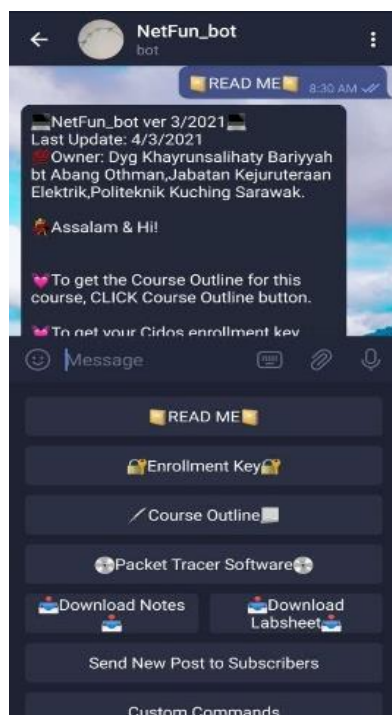 NetFun_bot
bot
📒READ ME📒 8:30 AM
💻NetFun_bot ver 3/2021💻
Last Update: 4/3/2021
💯Owner: Dyg Khayrunsalihaty Bariyyah
bt Abang Othman,Jabatan Kejuruteraan
Elektrik,Politeknik Kuching Sarawak.
💃Assalam & Hi!
💓To get the Course Outline for this
course, CLICK Course Outline button.
💓To get your Cidos enrollment key
Message
📒READ ME📒
🔐Enrollment Key🔐
Course Outline
💿Packet Tracer Software💿
📥Download Notes
📥
📥Download
Labsheet📥
Send New Post to Subscribers
Custom Commands